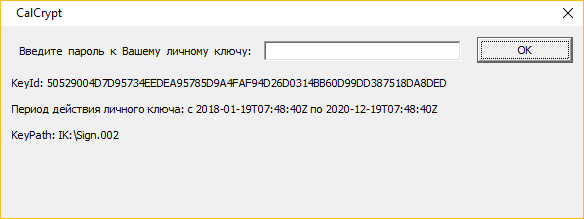 CalCrypt
Введите пароль к Вашему личному ключу:
OK
KeyId: 50529004D7D95734EEDEA95785D9A4FAF94D26D0314BB60D99DD387518DA8DED
Период действия личного ключа: с 2018-01-19T07:48:40Z по 2020-12-19T07:48:40Z
KeyPath: IK:\Sign.002